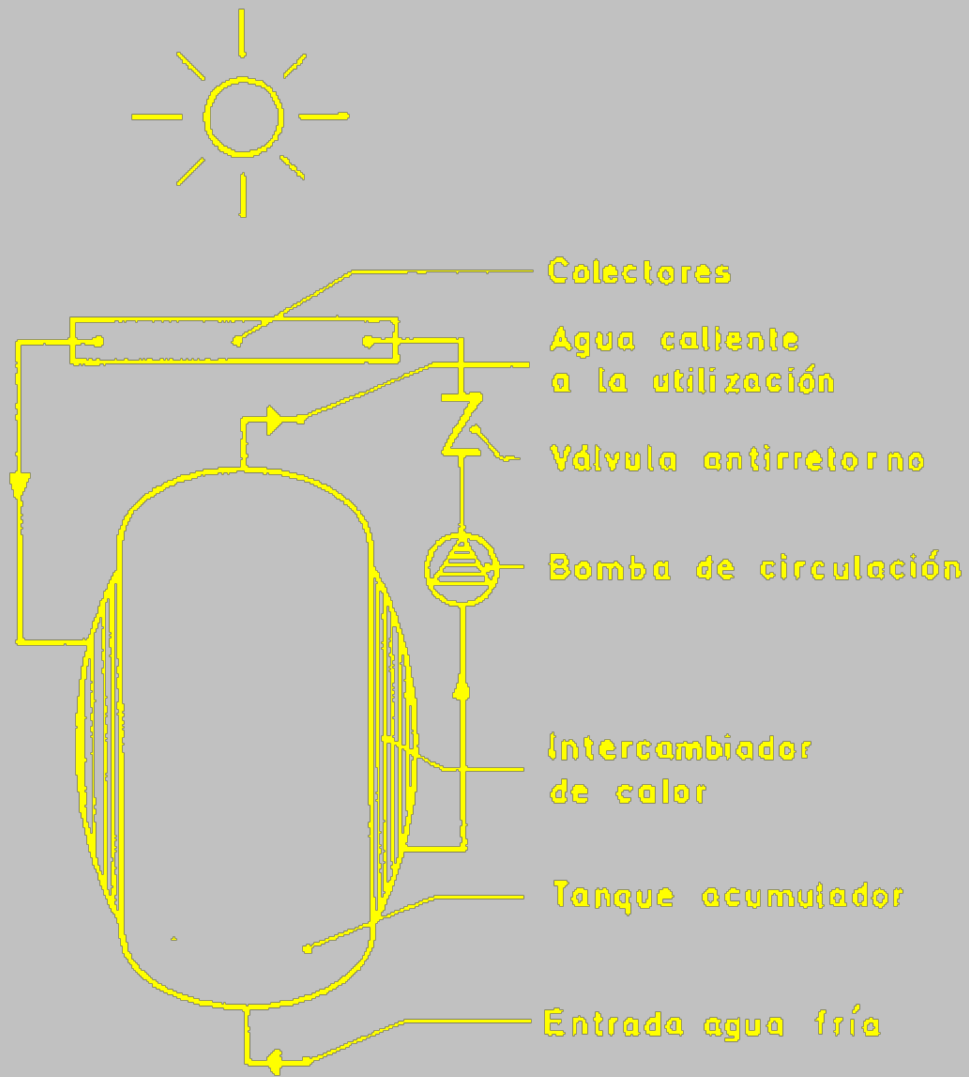 Colectores
Agua caliente
a la utilización
Válvula antirretorno
Bomba de circulación
Intercambiador
de calor
Tanque acumulador
Entrada agua fría